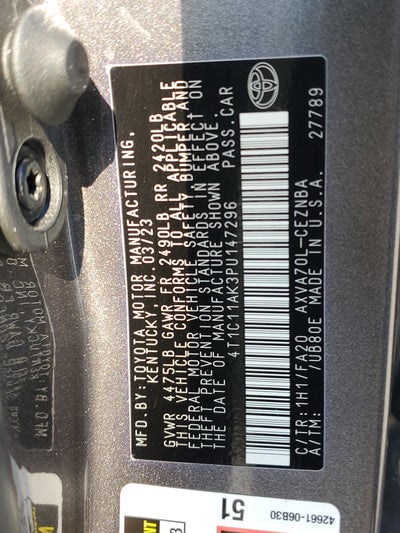 MFD. BY: TOYOTA MOTOR MANUFACTURING,
KENTUCKY, INC. 03/23
GVWR 4475LB GAWR FR 2490LB RR 2420LB
THIS VEHICLE CONFORMS TO ALL APPLICABLE
FEDERAL MOTOR VEHICLE SAFETY, BUMPER, AND
THEFT PREVENTION STANDARDS IN EFFECT ON
THE DATE OF MANUFACTURE SHOWN ABOVE.
4T1C11AK3PU147296 PASS. CAR
C/TR: 1H1/FA20 AXVA70L-CEZNBA
A/TM: /UB80E MADE IN U.S.A. 27789
51
42661-06B30